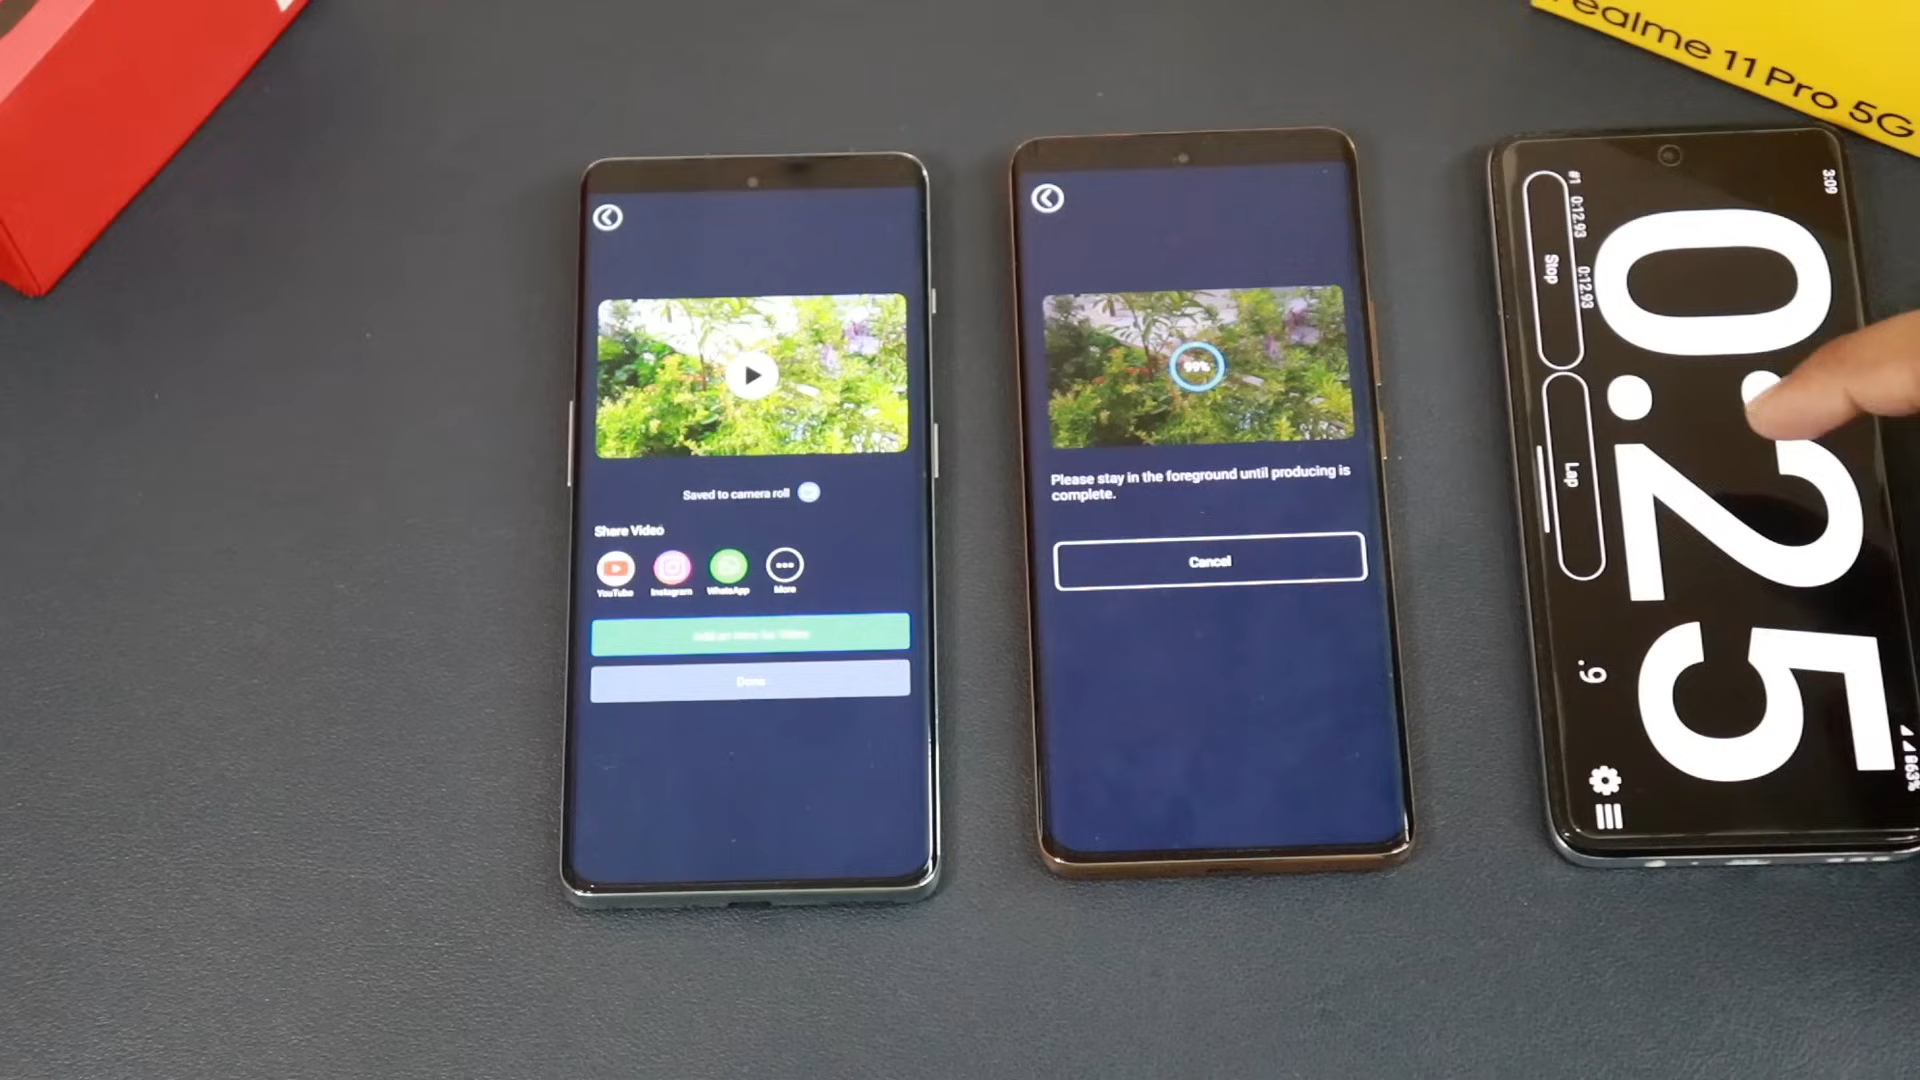 realme 11 Pro 5G
Saved to camera roll
Share Video
YouTube
Instagram
WhatsApp
More
Done
99%
Please stay in the foreground until producing is
complete.
Cancel
3:09
#1 0:12.93 0:12.93
Stop
Lap
0:25
.9
63%